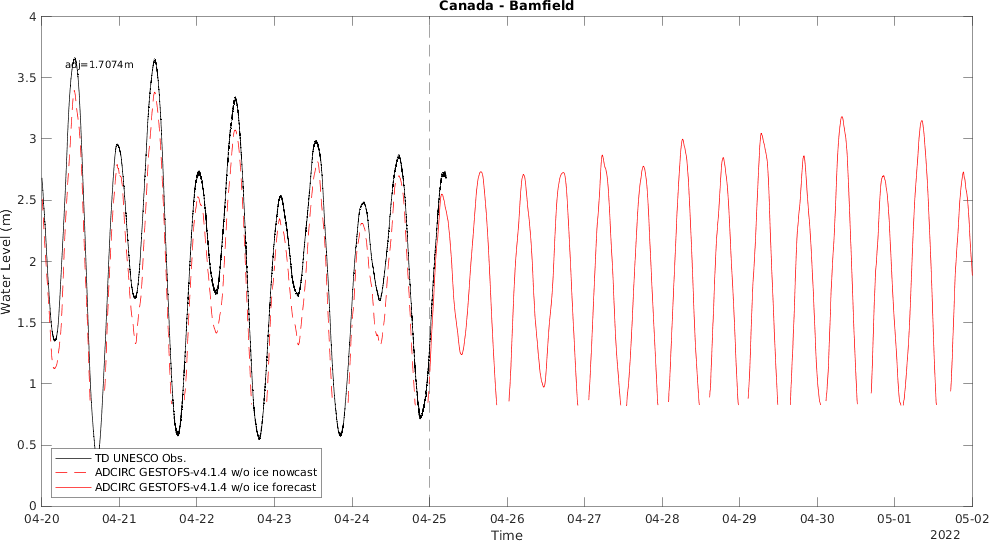 Canada - Bamfield
adj=1.7074m
Water Level (m)
4
3.5
3
2.5
2
1.5
1
0.5
0
TD UNESCO Obs.
ADCIRC GESTOFS-v4.1.4 w/o ice nowcast
ADCIRC GESTOFS-v4.1.4 w/o ice forecast
04-20 04-21 04-22 04-23 04-24 04-25 04-26 04-27 04-28 04-29 04-30 05-01 05-02
Time
2022